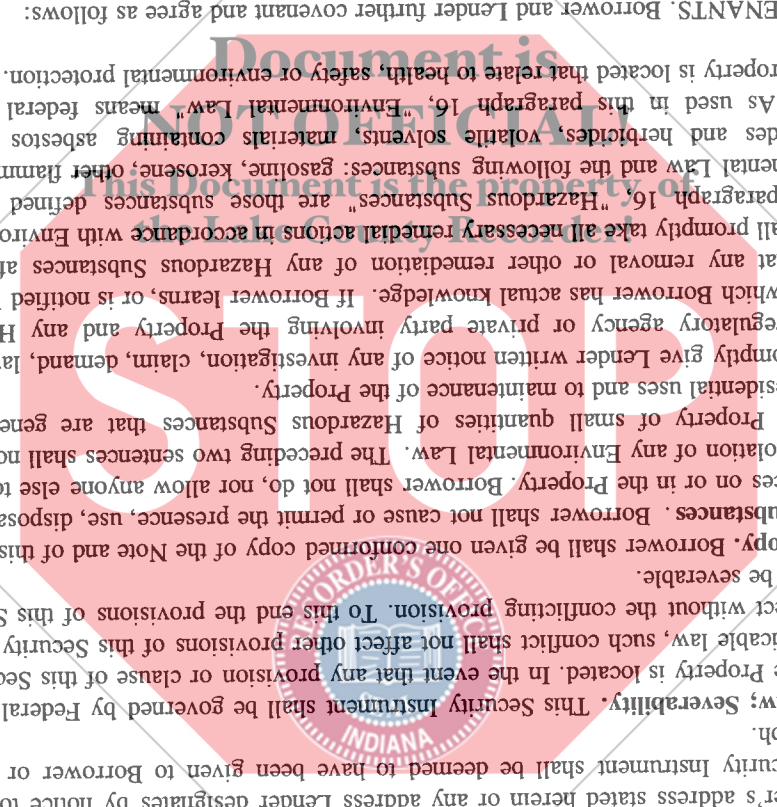 er's address stated herein or any address Lender designates by notice to
curity Instrument shall be deemed to have been given to Borrower or
ph.
w; Severability. This Security Instrument shall be governed by Federal
e Property is located. In the event that any provision or clause of this Sec
licable law, such conflict shall not affect other provisions of this Security
ect without the conflicting provision. To this end the provisions of this S
be severable.
opy. Borrower shall be given one conformed copy of the Note and of this
ubstances. Borrower shall not cause or permit the presence, use, disposa
ces on or in the Property. Borrower shall not do, nor allow anyone else to
olation of any Environmental Law. The preceding two sentences shall no
Property of small quantities of Hazardous Substances that are gene
sidential uses and to maintenance of the Property.
omptly give Lender written notice of any investigation, claim, demand, la
egulatory agency or private party involving the Property and any H
which Borrower has actual knowledge. If Borrower learns, or is notified
at any removal or other remediation of any Hazardous Substances af
all promptly take all necessary remedial actions in accordance with Enviro
paragraph 16, "Hazardous Substances" are those substances defined
mental Law and the following substances: gasoline, kerosene, other flamm
des and herbicides, volatile solvents, materials containing asbestos
As used in this paragraph 16, "Environmental Law" means federal
roperty is located that relate to health, safety or environmental protection.
ENANTS. Borrower and Lender further covenant and agree as follows:
Document is
NOT OFFICIAL!
This Document is the property of
the Lake County Recorder!
STOP
RECORDER'S OFFICE
INDIANA